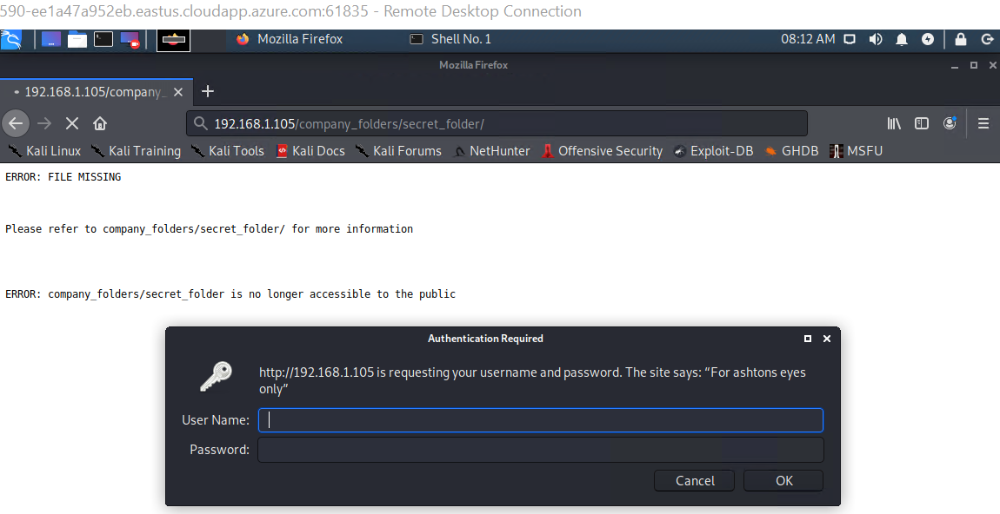 590-ee1a47a952eb.eastus.cloudapp.azure.com:61835 - Remote Desktop Connection
Mozilla Firefox
Shell No. 1
08:12 AM
Mozilla Firefox
192.168.1.105/company_
192.168.1.105/company_folders/secret_folder/
Kali Linux Kali Training Kali Tools Kali Docs Kali Forums NetHunter Offensive Security Exploit-DB GHDB MSFU
ERROR: FILE MISSING
Please refer to company_folders/secret_folder/ for more information
ERROR: company_folders/secret_folder is no longer accessible to the public
Authentication Required
http://192.168.1.105 is requesting your username and password. The site says: “For ashtons eyes
only”
User Name:
Password:
Cancel OK